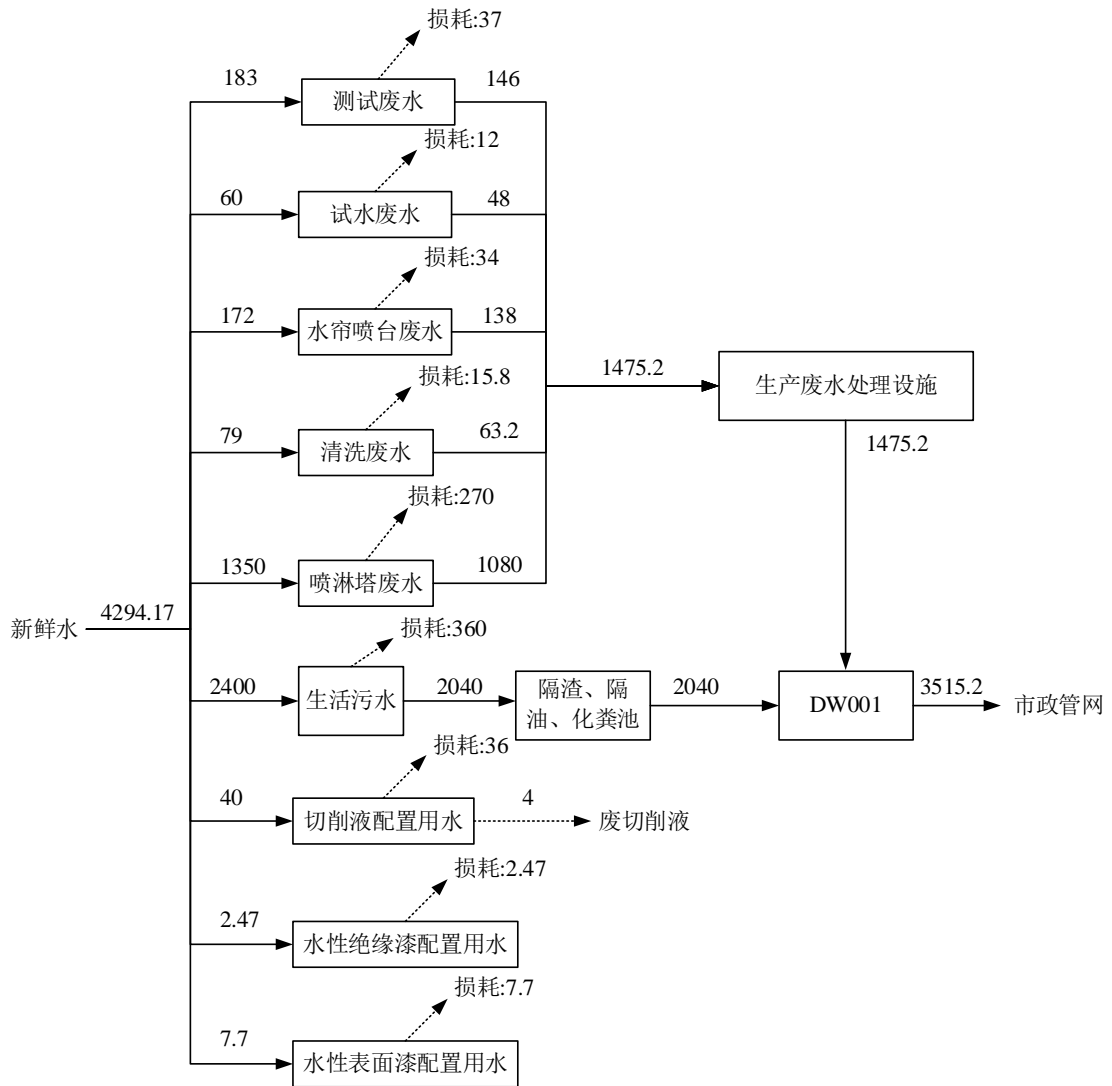 损耗:37
183
测试废水
146
损耗:12
60
试水废水
48
损耗:34
172
水帘喷台废水
138
损耗:15.8
1475.2
生产废水处理设施
79
清洗废水
63.2
1475.2
损耗:270
1350
喷淋塔废水
1080
新鲜水
4294.17
损耗:360
2400
生活污水
2040
隔渣、隔
油、化粪池
2040
DW001
3515.2
市政管网
损耗:36
40
切削液配置用水
4
废切削液
损耗:2.47
2.47
水性绝缘漆配置用水
损耗:7.7
7.7
水性表面漆配置用水